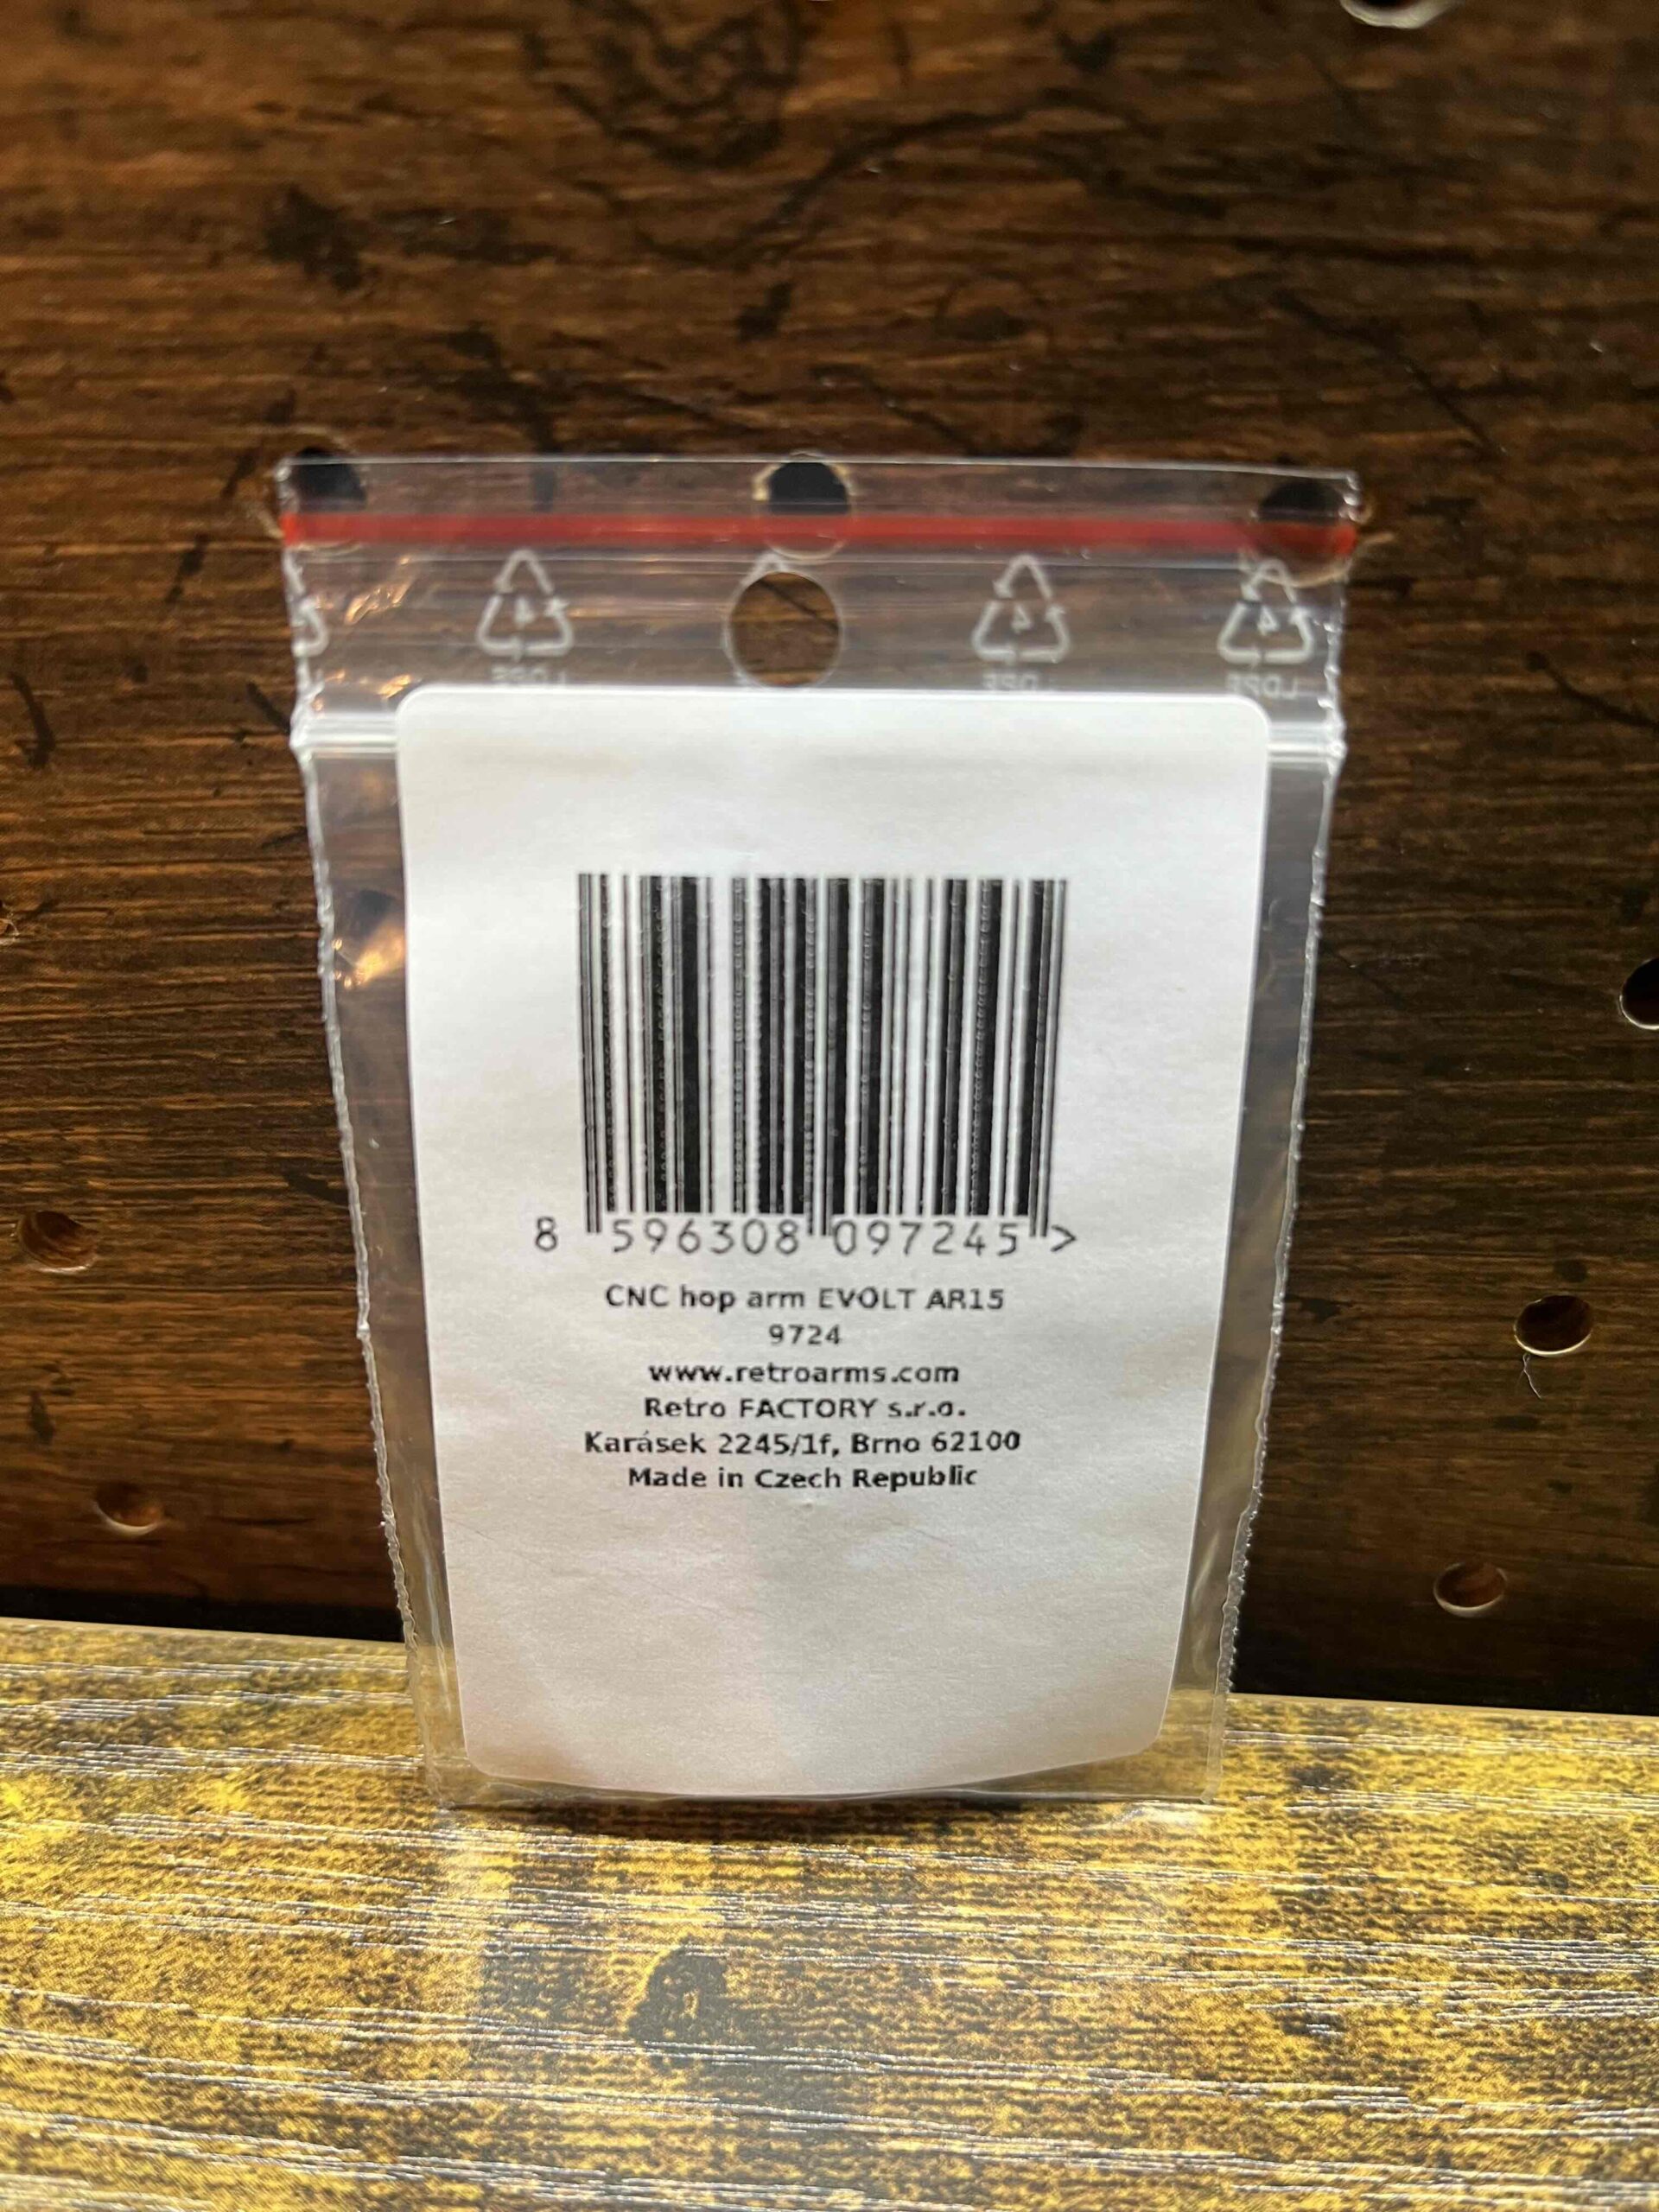 8 596308 097245 >
CNC hop arm EVOLT AR15
9724
www.retroarms.com
Retro FACTORY s.r.o.
Karásek 2245/1f, Brno 62100
Made in Czech Republic